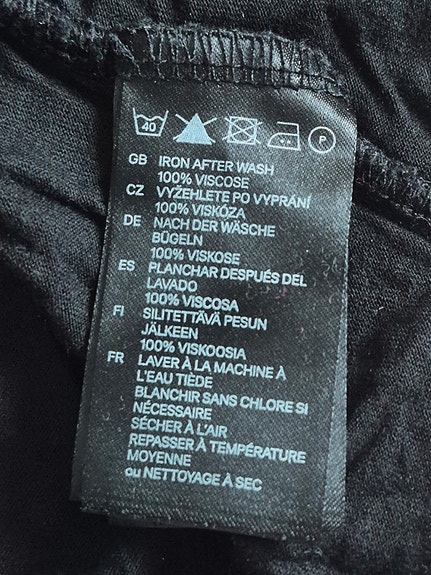 40 P
GB IRON AFTER WASH
100% VISCOSE
CZ VYŽEHLETE PO VYPRÁNÍ
100% VISKÓZA
DE NACH DER WÄSCHE
BÜGELN
100% VISKOSE
ES PLANCHAR DESPUÉS DEL
LAVADO
100% VISCOSA
FI SILITETTÄVÄ PESUN
JÄLKEEN
100% VISKOOSIA
FR LAVER À LA MACHINE À
L'EAU TIÈDE
BLANCHIR SANS CHLORE SI
NÉCESSAIRE
SÉCHER À L'AIR
REPASSER À TEMPÉRATURE
MOYENNE
ou NETTOYAGE À SEC